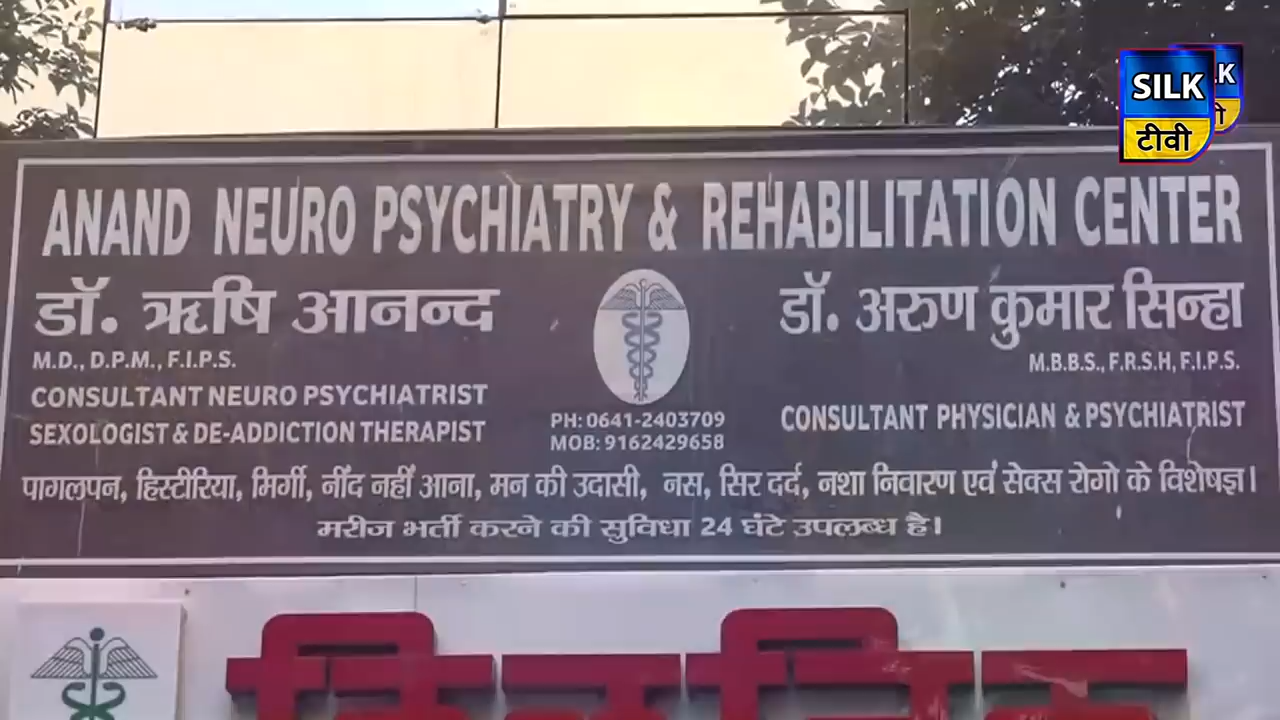 SILK
टीवी
ANAND NEURO PSYCHIATRY & REHABILITATION CENTER
डॉ. ऋषि आनन्द
M.D., D.P.M., F.I.P.S.
CONSULTANT NEURO PSYCHIATRIST
SEXOLOGIST & DE-ADDICTION THERAPIST
PH: 0641-2403709
MOB: 9162429658
डॉ. अरुण कुमार सिन्हा
M.B.B.S., F.R.S.H, F.I.P.S.
CONSULTANT PHYSICIAN & PSYCHIATRIST
पागलपन, हिस्टीरिया, मिर्गी, नींद नहीं आना, मन की उदासी, नस, सिर दर्द, नशा निवारण एवं सेक्स रोगो के विशेषज्ञ।
मरीज भर्ती करने की सुविधा 24 घंटे उपलब्ध है।